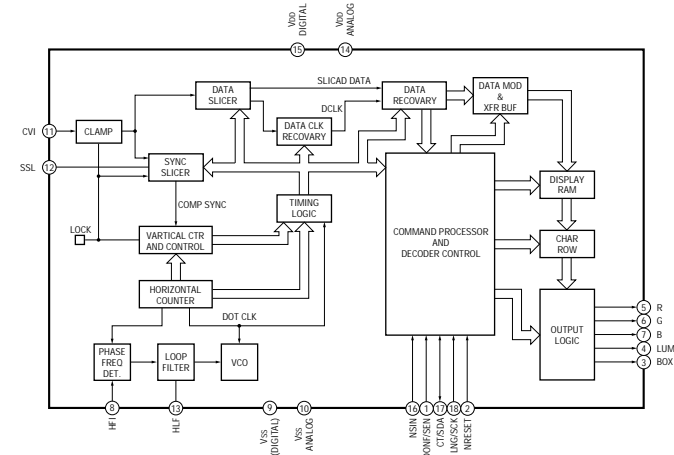 VDD DIGITAL
VDD ANALOG
15
14
DATA SLICER
SLICAD DATA
DATA RECOVERY
DATA MOD & XFR BUF
DCLK
DATA CLK RECOVERY
CVI 11
CLAMP
SSL 12
SYNC SLICER
COMP SYNC
TIMING LOGIC
DISPLAY RAM
LOCK
VARTICAL CTR AND CONTROL
COMMAND PROCESSOR AND DECODER CONTROL
CHAR ROW
HORIZONTAL COUNTER
DOT CLK
OUTPUT LOGIC
5 R
6 G
7 B
4 LUM
3 BOX
PHASE FREQ DET.
LOOP FILTER
VCO
8
13
9
10
16
1
17
18
2
HFI
HLF
VSS (DIGITAL)
VSS ANALOG
NSIN
CONF/SEN
CT/SDA
LNG/SCK
NRESET